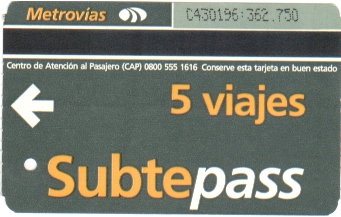 Metrovías C430196:362.750
Centro de Atención al Pasajero (CAP) 0800 555 1616 Conserve esta tarjeta en buen estado
5 viajes
Subtepass